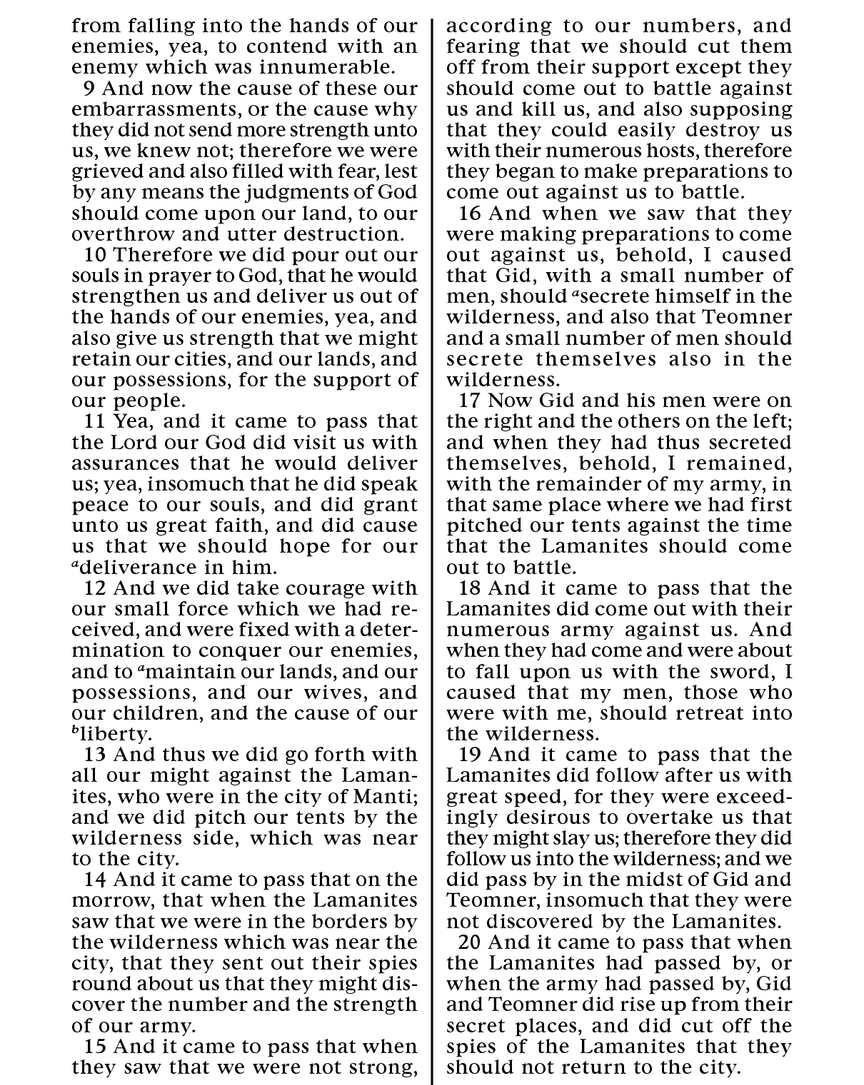 from falling into the hands of our
enemies, yea, to contend with an
enemy which was innumerable.
9 And now the cause of these our
embarrassments, or the cause why
they did not send more strength unto
us, we knew not; therefore we were
grieved and also filled with fear, lest
by any means the judgments of God
should come upon our land, to our
overthrow and utter destruction.
10 Therefore we did pour out our
souls in prayer to God, that he would
strengthen us and deliver us out of
the hands of our enemies, yea, and
also give us strength that we might
retain our cities, and our lands, and
our possessions, for the support of
our people.
11 Yea, and it came to pass that
the Lord our God did visit us with
assurances that he would deliver
us; yea, insomuch that he did speak
peace to our souls, and did grant
unto us great faith, and did cause
us that we should hope for our
ᵃdeliverance in him.
12 And we did take courage with
our small force which we had re-
ceived, and were fixed with a deter-
mination to conquer our enemies,
and to ᵃmaintain our lands, and our
possessions, and our wives, and
our children, and the cause of our
ᵇliberty.
13 And thus we did go forth with
all our might against the Laman-
ites, who were in the city of Manti;
and we did pitch our tents by the
wilderness side, which was near
to the city.
14 And it came to pass that on the
morrow, that when the Lamanites
saw that we were in the borders by
the wilderness which was near the
city, that they sent out their spies
round about us that they might dis-
cover the number and the strength
of our army.
15 And it came to pass that when
they saw that we were not strong,
according to our numbers, and
fearing that we should cut them
off from their support except they
should come out to battle against
us and kill us, and also supposing
that they could easily destroy us
with their numerous hosts, therefore
they began to make preparations to
come out against us to battle.
16 And when we saw that they
were making preparations to come
out against us, behold, I caused
that Gid, with a small number of
men, should ᵃsecrete himself in the
wilderness, and also that Teomner
and a small number of men should
secrete themselves also in the
wilderness.
17 Now Gid and his men were on
the right and the others on the left;
and when they had thus secreted
themselves, behold, I remained,
with the remainder of my army, in
that same place where we had first
pitched our tents against the time
that the Lamanites should come
out to battle.
18 And it came to pass that the
Lamanites did come out with their
numerous army against us. And
when they had come and were about
to fall upon us with the sword, I
caused that my men, those who
were with me, should retreat into
the wilderness.
19 And it came to pass that the
Lamanites did follow after us with
great speed, for they were exceed-
ingly desirous to overtake us that
they might slay us; therefore they did
follow us into the wilderness; and we
did pass by in the midst of Gid and
Teomner, insomuch that they were
not discovered by the Lamanites.
20 And it came to pass that when
the Lamanites had passed by, or
when the army had passed by, Gid
and Teomner did rise up from their
secret places, and did cut off the
spies of the Lamanites that they
should not return to the city.